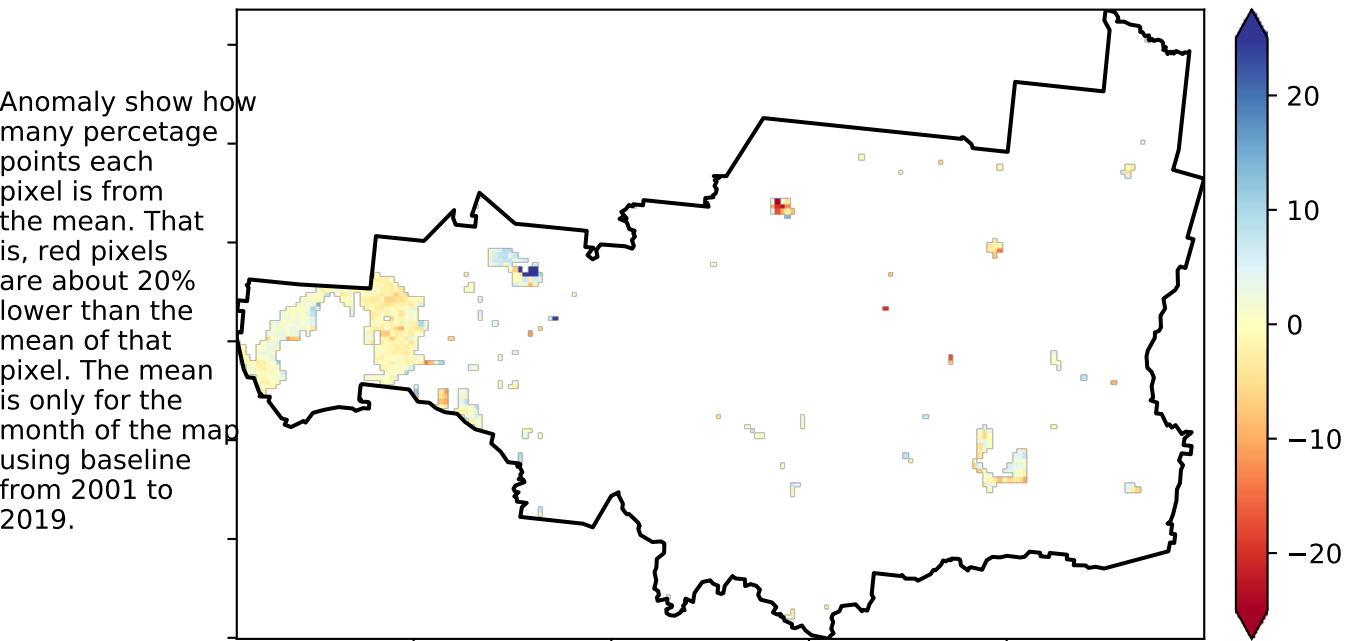 Anomaly show how
many percetage
points each
pixel is from
the mean. That
is, red pixels
are about 20%
lower than the
mean of that
pixel. The mean
is only for the
month of the map
using baseline
from 2001 to
2019.
20
10
0
−10
−20